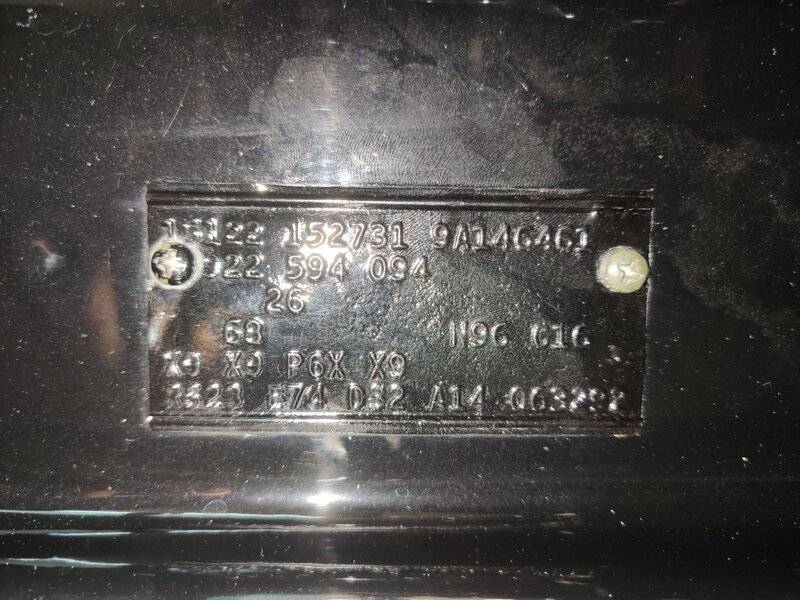 152731 9A146461
022 594 094
26
68 N96 C16
X9 X9 P6X X9
E74 D32 A14